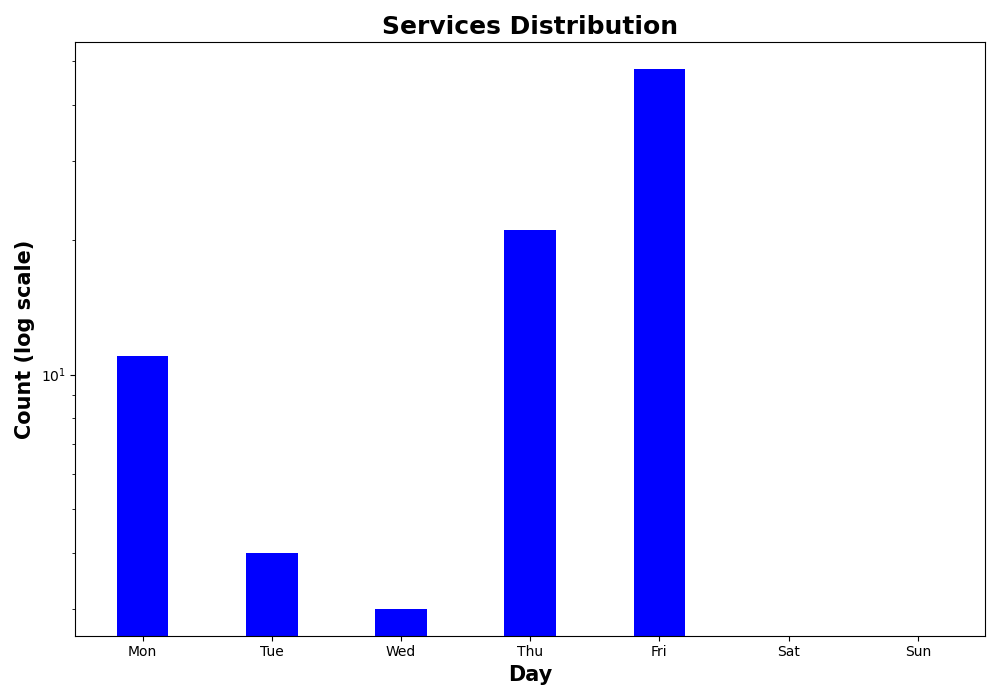 Services Distribution
Count (log scale)
10¹
Mon Tue Wed Thu Fri Sat Sun
Day